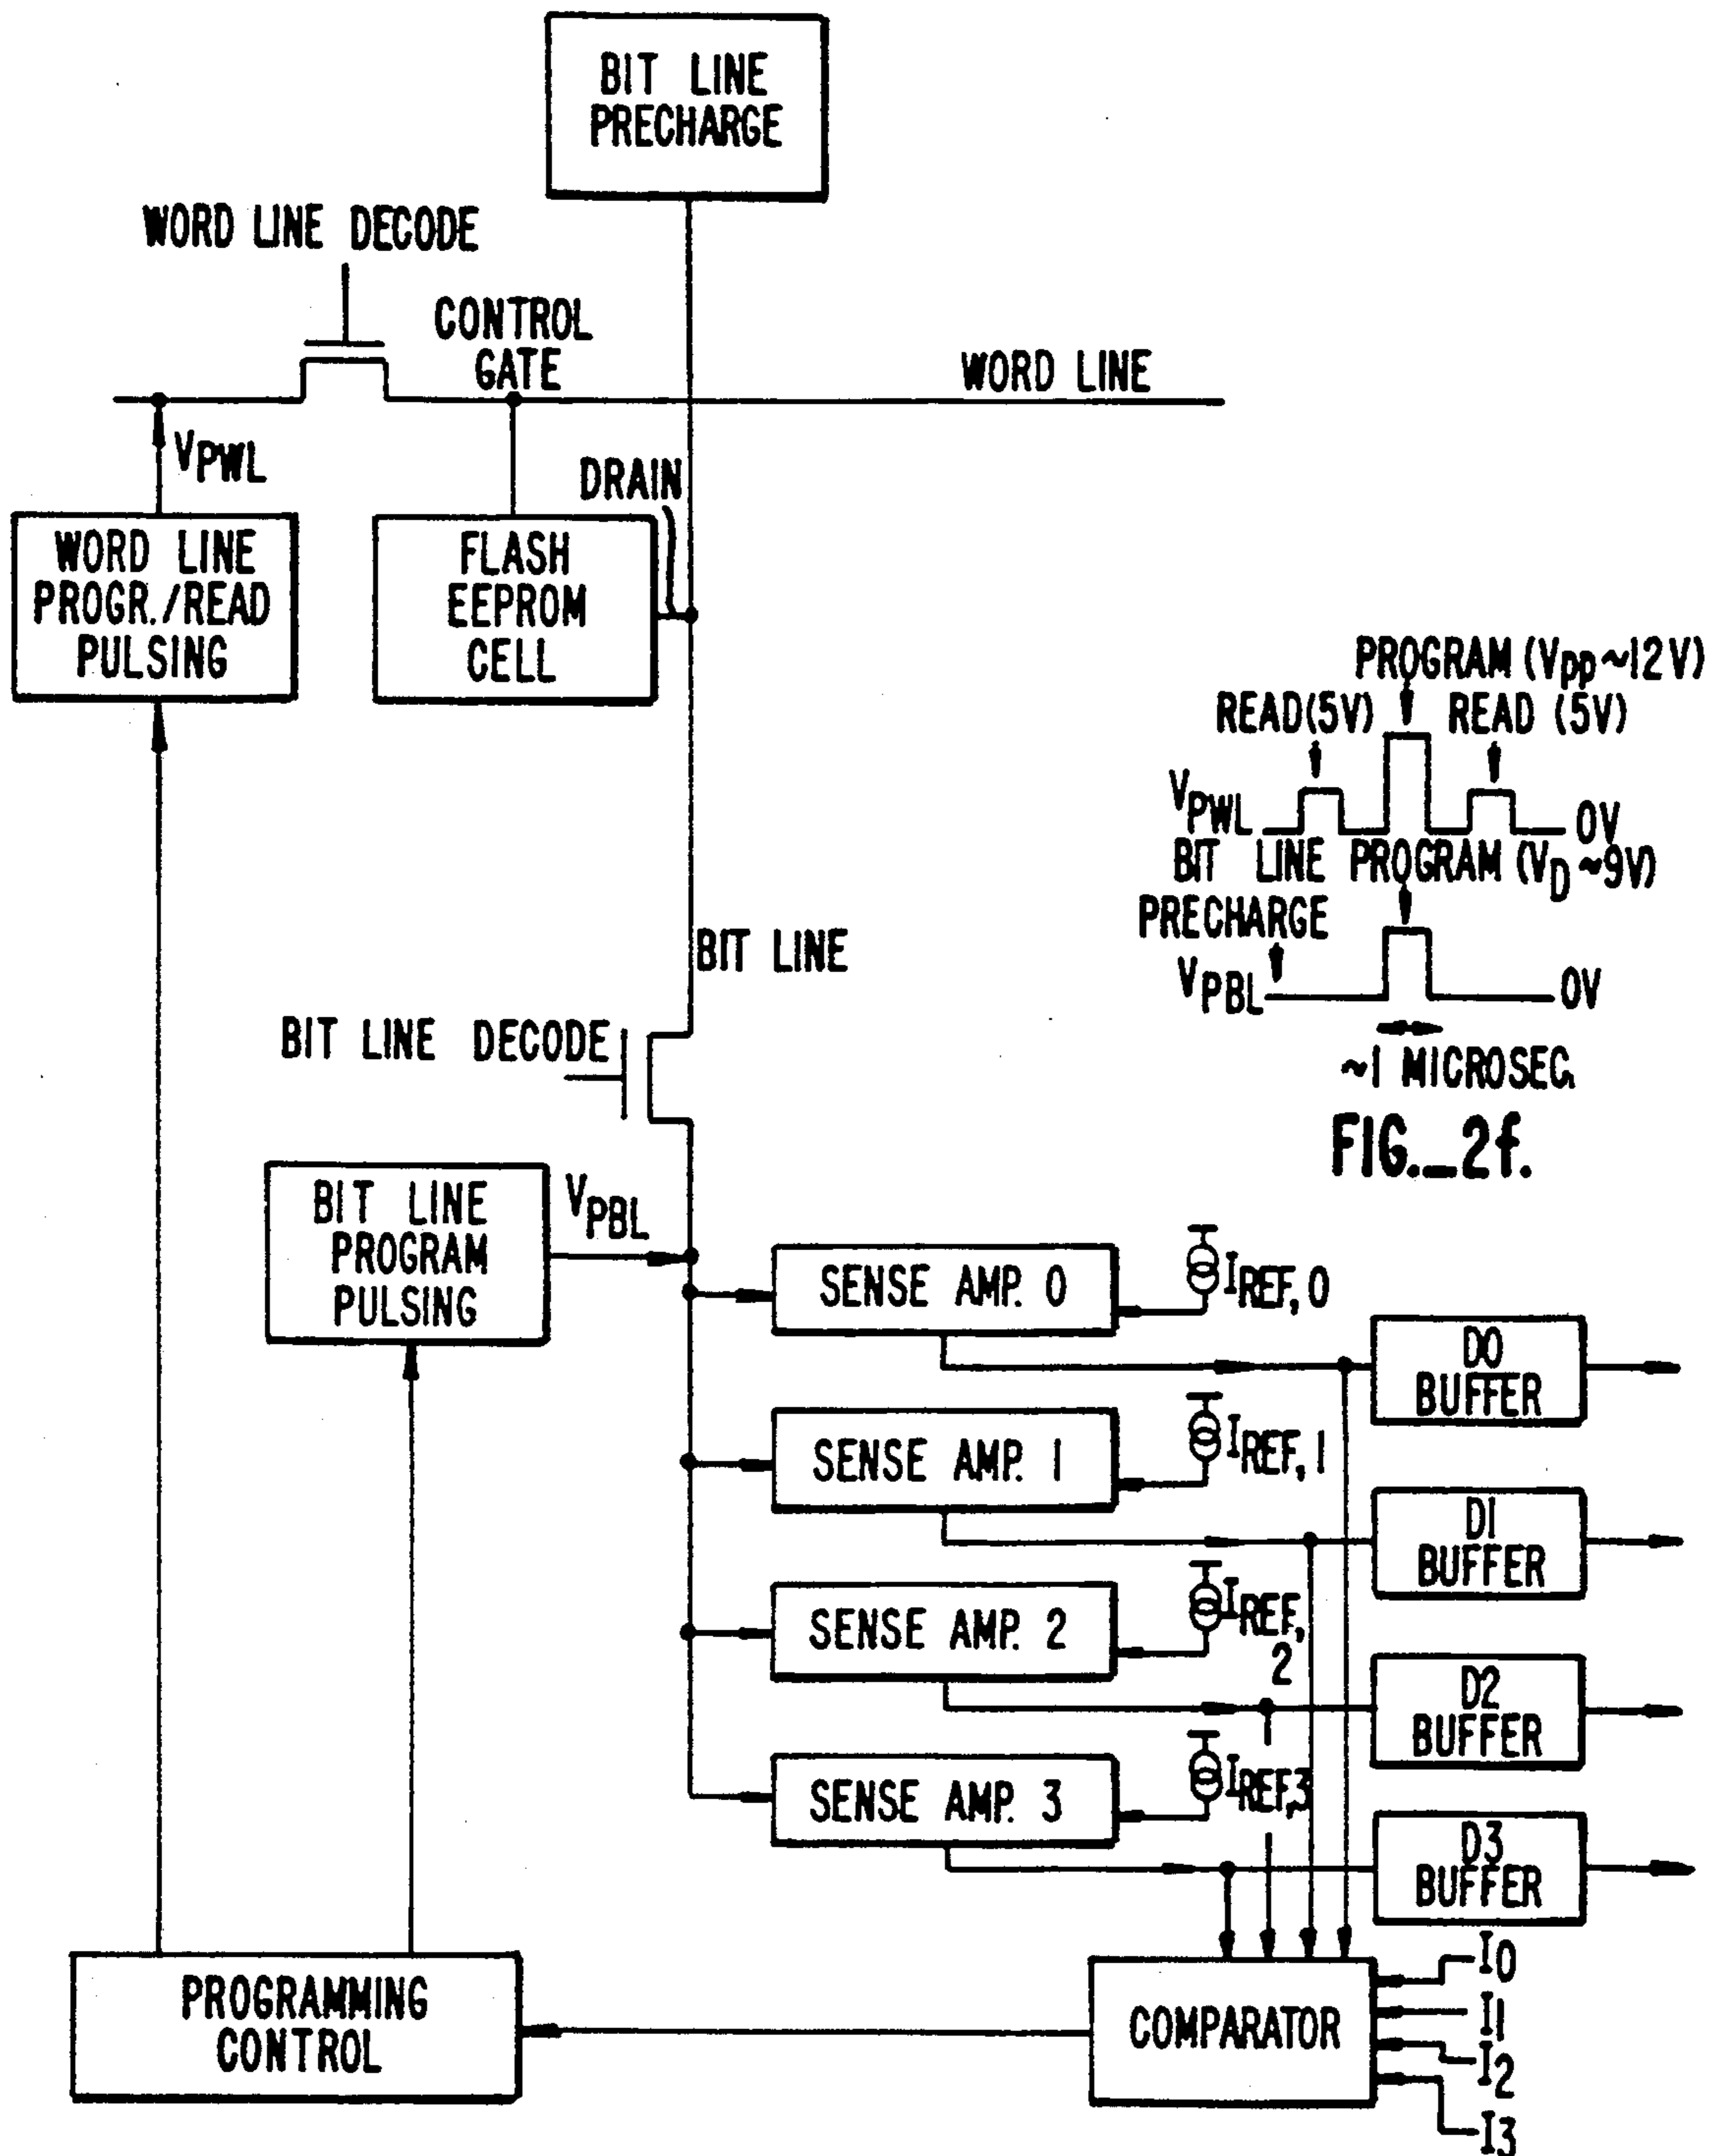 BIT LINE
PRECHARGE
WORD LINE DECODE
CONTROL
GATE
WORD LINE
VPWL
DRAIN
WORD LINE
PROGR./READ
PULSING
FLASH
EEPROM
CELL
PROGRAM (Vpp ~12V)
READ(5V) READ (5V)
VPWL 0V
BIT LINE PROGRAM (VD ~9V)
PRECHARGE
VPBL 0V
~1 MICROSEC.
FIG._2f.
BIT LINE
BIT LINE DECODE
BIT LINE
PROGRAM
PULSING
VPBL
SENSE AMP. 0
IREF,0
D0
BUFFER
SENSE AMP. 1
IREF,1
D1
BUFFER
SENSE AMP. 2
IREF,
2
D2
BUFFER
SENSE AMP. 3
IREF,3
D3
BUFFER
PROGRAMMING
CONTROL
COMPARATOR
I0
I1
I2
I3